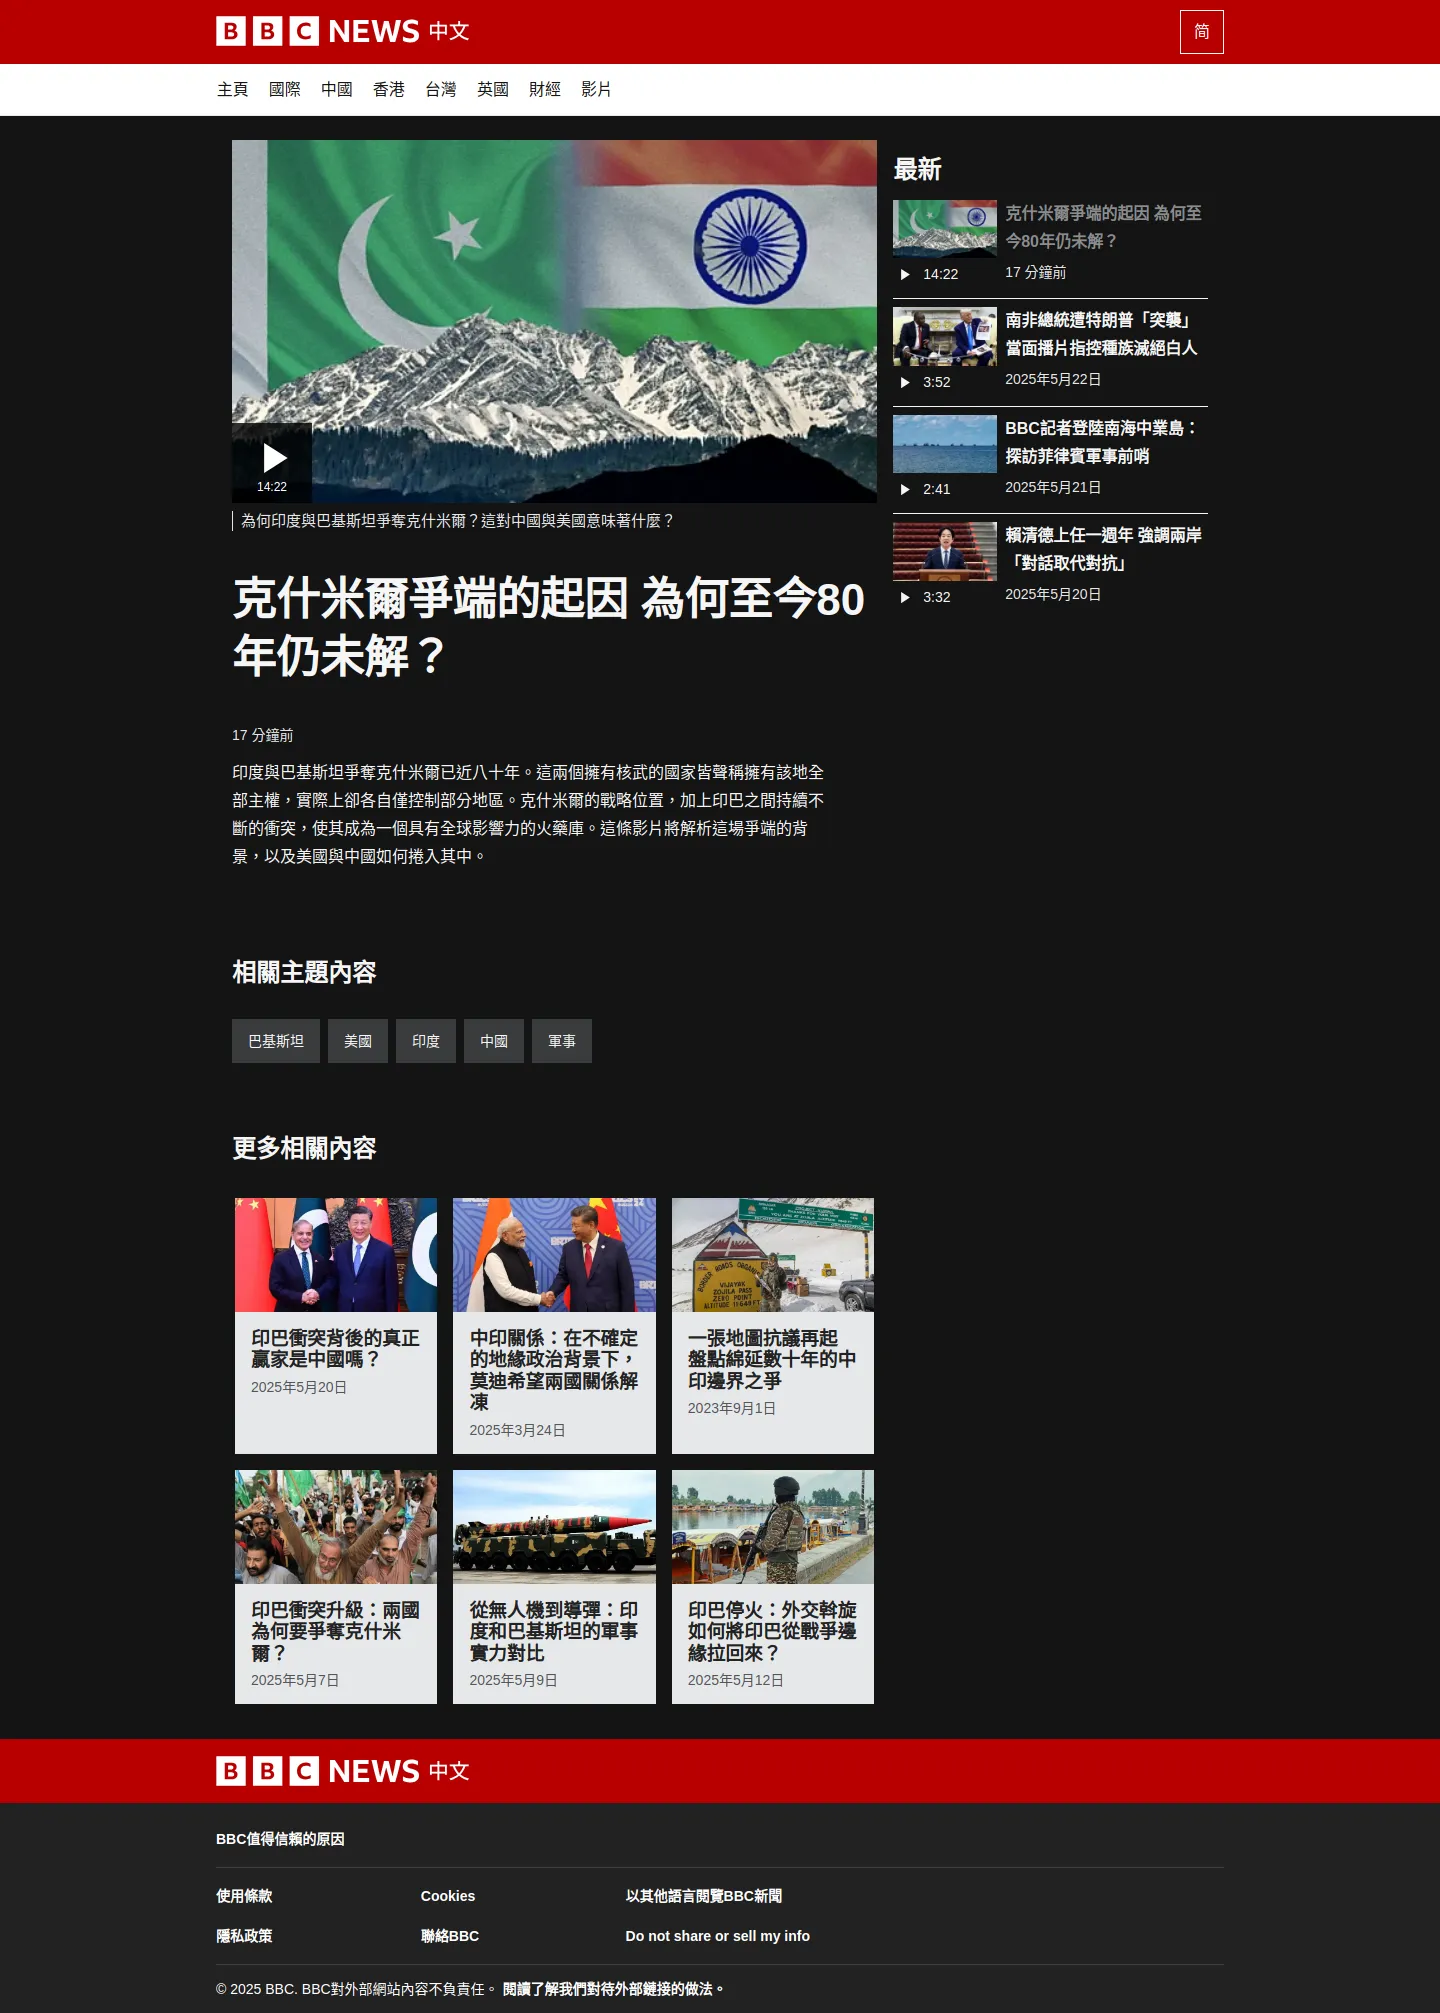 BBC NEWS 中文
简
主頁 國際 中國 香港 台灣 英國 財經 影片
14:22
為何印度與巴基斯坦爭奪克什米爾？這對中國與美國意味著什麼？
克什米爾爭端的起因 為何至今80
年仍未解？
17 分鐘前
印度與巴基斯坦爭奪克什米爾已近八十年。這兩個擁有核武的國家皆聲稱擁有該地全
部主權，實際上卻各自僅控制部分地區。克什米爾的戰略位置，加上印巴之間持續不
斷的衝突，使其成為一個具有全球影響力的火藥庫。這條影片將解析這場爭端的背
景，以及美國與中國如何捲入其中。
最新
克什米爾爭端的起因 為何至
今80年仍未解？
14:22
17 分鐘前
南非總統遭特朗普「突襲」
當面播片指控種族滅絕白人
3:52
2025年5月22日
BBC記者登陸南海中業島：
探訪菲律賓軍事前哨
2:41
2025年5月21日
賴清德上任一週年 強調兩岸
「對話取代對抗」
3:32
2025年5月20日
相關主題內容
巴基斯坦 美國 印度 中國 軍事
更多相關內容
印巴衝突背後的真正
贏家是中國嗎？
2025年5月20日
中印關係：在不確定
的地緣政治背景下，
莫迪希望兩國關係解
凍
2025年3月24日
BORDER ROADS ORGANI
VIJAYAK
ZOJILA PASS
ZERO PRINT
ALTITUDE 11649 FT
一張地圖抗議再起
盤點綿延數十年的中
印邊界之爭
2023年9月1日
印巴衝突升級：兩國
為何要爭奪克什米
爾？
2025年5月7日
從無人機到導彈：印
度和巴基斯坦的軍事
實力對比
2025年5月9日
印巴停火：外交斡旋
如何將印巴從戰爭邊
緣拉回來？
2025年5月12日
BBC NEWS 中文
BBC值得信賴的原因
使用條款 Cookies 以其他語言閱覽BBC新聞
隱私政策 聯絡BBC Do not share or sell my info
© 2025 BBC. BBC對外部網站內容不負責任。 閱讀了解我們對待外部鏈接的做法。